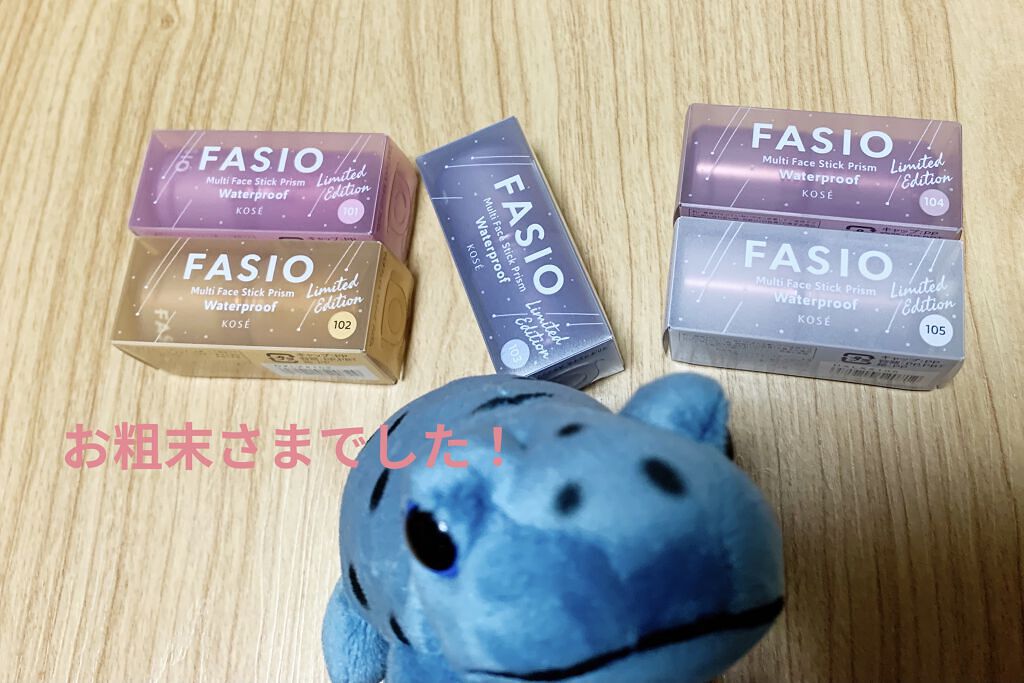 FASIO
Multi Face Stick Prism
Waterproof
KOSÉ
Limited
Edition
101
FASIO
Multi Face Stick Prism
Waterproof
KOSÉ
Limited
Edition
102
FASIO
Multi Face Stick Prism
Waterproof
KOSÉ
Limited
Edition
103
FASIO
Multi Face Stick Prism
Waterproof
KOSÉ
Limited
Edition
104
FASIO
Multi Face Stick Prism
Waterproof
KOSÉ
Limited
Edition
105
お粗末さまでした！